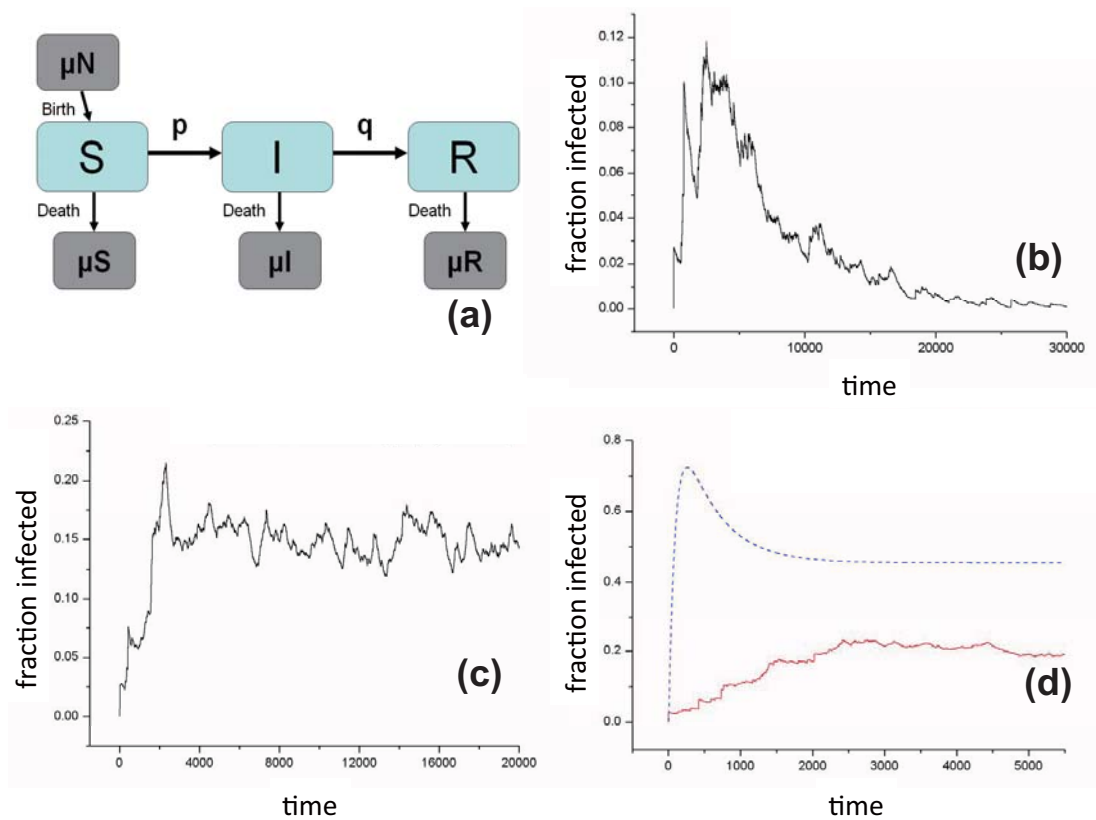 µN
Birth
p
q
S
I
R
Death
Death
Death
µS
µI
µR
(a)
fraction infected
0.12
0.10
0.08
0.06
0.04
0.02
0.00
(b)
0
10000
20000
30000
time
fraction infected
0.25
0.20
0.15
0.10
0.05
0.00
(c)
0
4000
8000
12000
16000
20000
time
fraction infected
0.8
0.6
0.4
0.2
0.0
(d)
0
1000
2000
3000
4000
5000
time